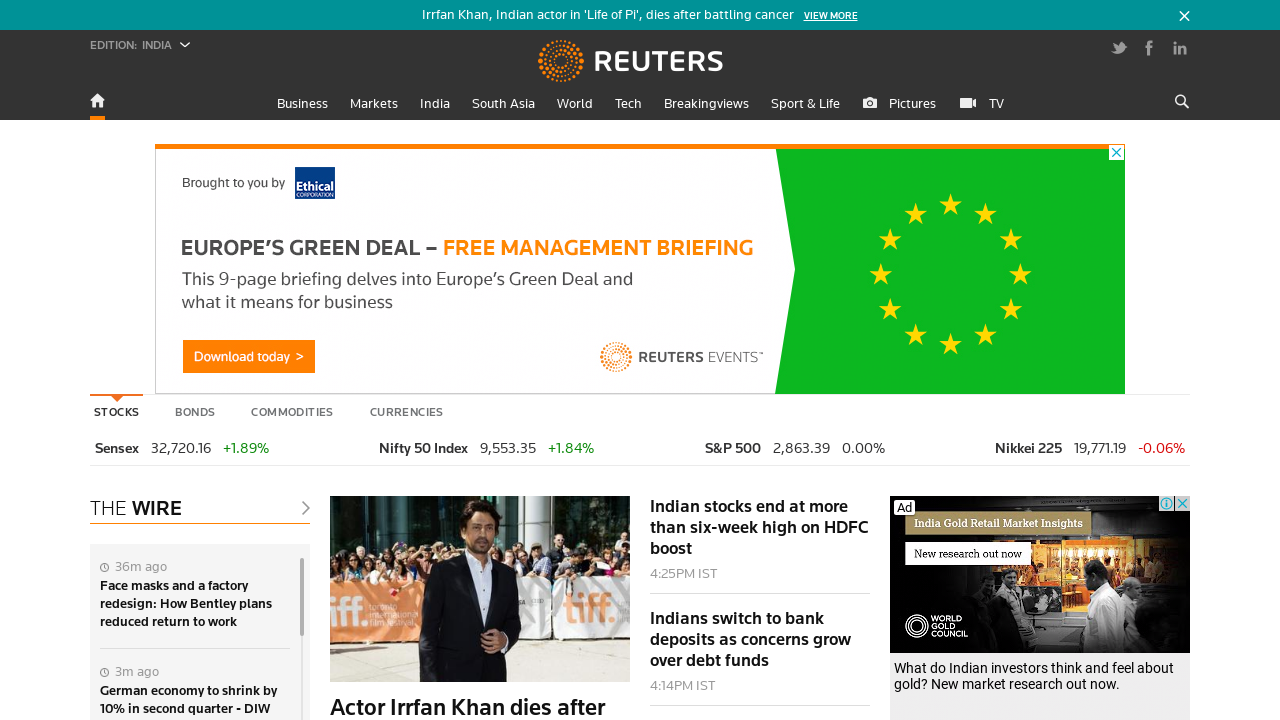 Irrfan Khan, Indian actor in 'Life of Pi', dies after battling cancer VIEW MORE
EDITION: INDIA
REUTERS
Business Markets India South Asia World Tech Breakingviews Sport & Life Pictures TV
Brought to you by Ethical CORPORATION
EUROPE'S GREEN DEAL – FREE MANAGEMENT BRIEFING
This 9-page briefing delves into Europe's Green Deal and
what it means for business
Download today >
REUTERS EVENTS™
STOCKS BONDS COMMODITIES CURRENCIES
Sensex 32,720.16 +1.89% Nifty 50 Index 9,553.35 +1.84% S&P 500 2,863.39 0.00% Nikkei 225 19,771.19 -0.06%
THE WIRE
36m ago
Face masks and a factory
redesign: How Bentley plans
reduced return to work
3m ago
German economy to shrink by
10% in second quarter - DIW
tiff.
toronto
international
film festival
tiff.
Actor Irrfan Khan dies after
Indian stocks end at more
than six-week high on HDFC
boost
4:25PM IST
Indians switch to bank
deposits as concerns grow
over debt funds
4:14PM IST
Ad
India Gold Retail Market Insights
New research out now
WORLD
GOLD
COUNCIL
What do Indian investors think and feel about
gold? New market research out now.